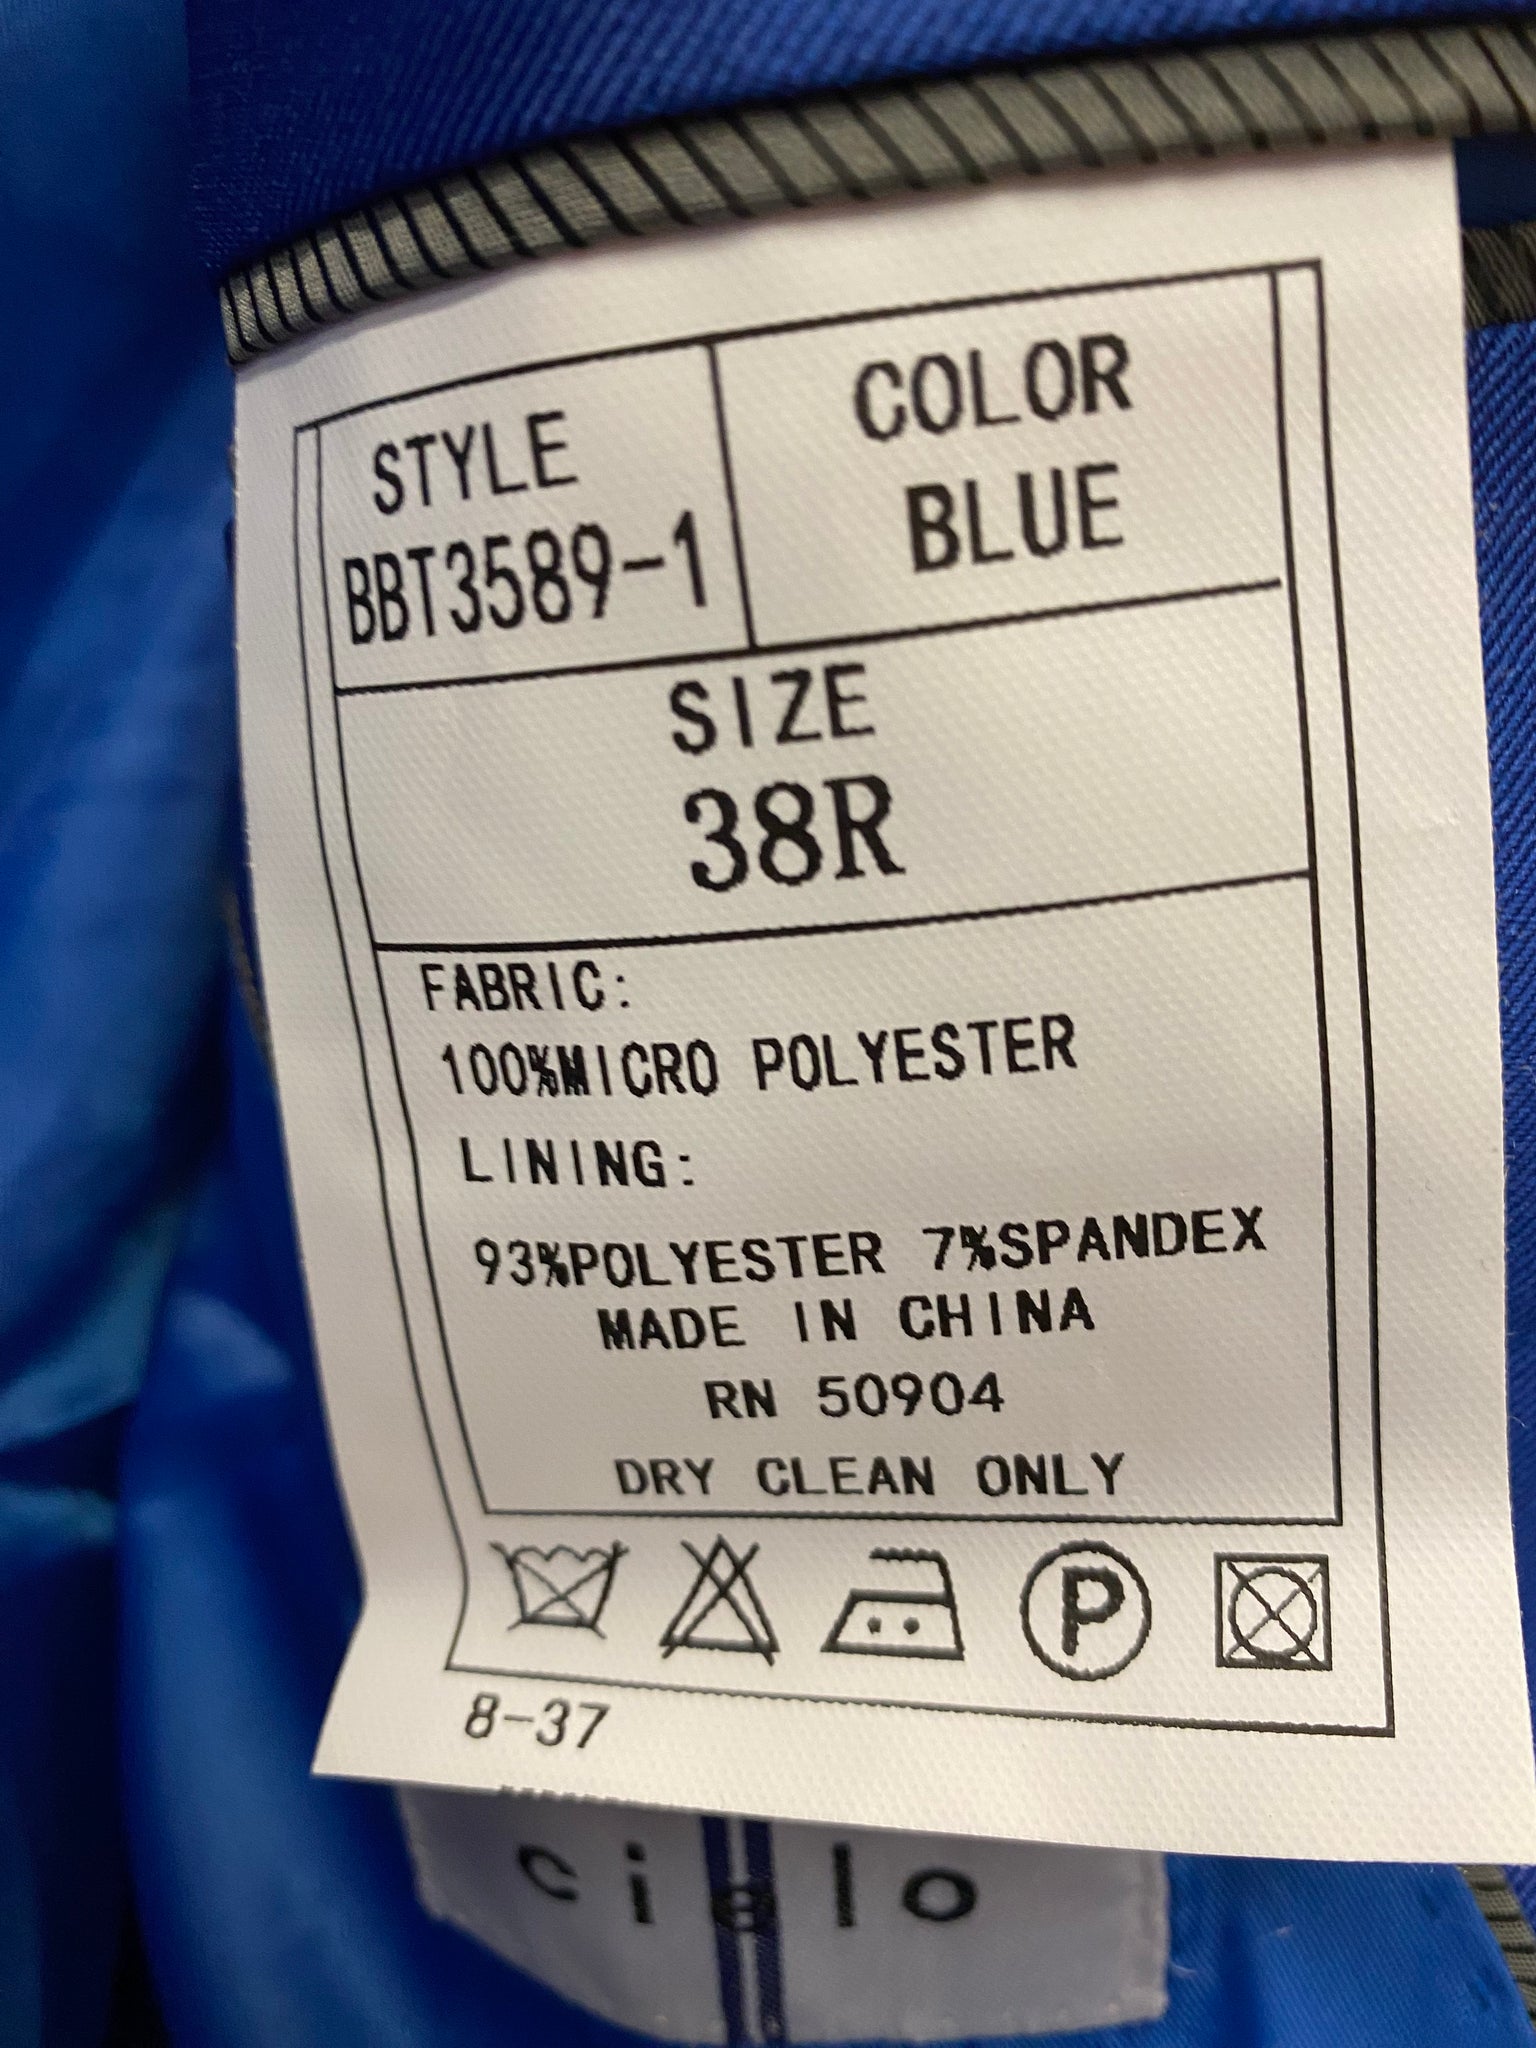 STYLE
BBT3589-1
COLOR
BLUE
SIZE
38R
FABRIC:
100%MICRO POLYESTER
LINING:
93%POLYESTER 7%SPANDEX
MADE IN CHINA
RN 50904
DRY CLEAN ONLY
P
8-37
cielo